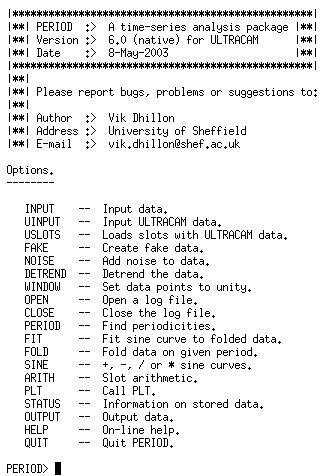 |***********************************************|
|**| PERIOD  :>  A time-series analysis package |**|
|**| Version :>  6.0 (native) for ULTRACAM      |**|
|**| Date    :>  8-May-2003                     |**|
|***********************************************|
|**|
|**| Please report bugs, problems or suggestions to:
|**|
|**| Author  :>  Vik Dhillon
|**| Address :>  University of Sheffield
|**| E-mail  :>  vik.dhillon@shef.ac.uk
Options.
--------
INPUT    --  Input data.
UINPUT   --  Input ULTRACAM data.
USLOTS   --  Loads slots with ULTRACAM data.
FAKE     --  Create fake data.
NOISE    --  Add noise to data.
DETREND  --  Detrend the data.
WINDOW   --  Set data points to unity.
OPEN     --  Open a log file.
CLOSE    --  Close the log file.
PERIOD   --  Find periodicities.
FIT      --  Fit sine curve to folded data.
FOLD     --  Fold data on given period.
SINE     --  +, -, / or * sine curves.
ARITH    --  Slot arithmetic.
PLT      --  Call PLT.
STATUS   --  Information on stored data.
OUTPUT   --  Output data.
HELP     --  On-line help.
QUIT     --  Quit PERIOD.
PERIOD>